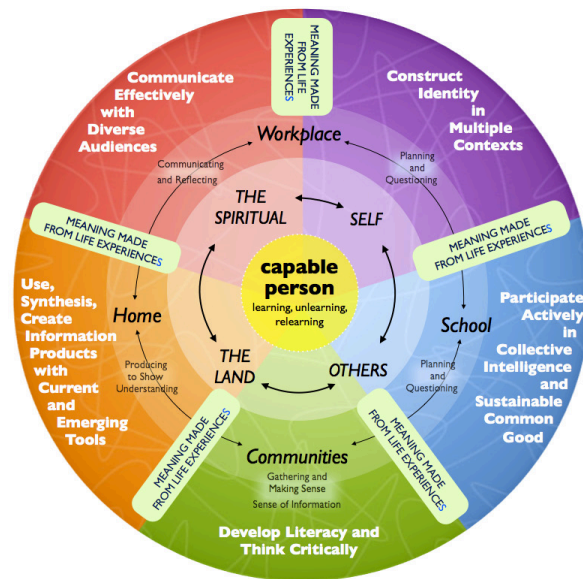 MEANING MADE
FROM LIFE
EXPERIENCES
Communicate
Effectively
with
Diverse
Audiences
Construct
Identity
in
Multiple
Contexts
Workplace
Communicating
and Reflecting
Planning
and
Questioning
THE
SPIRITUAL
SELF
MEANING MADE
FROM LIFE EXPERIENCES
MEANING MADE
FROM LIFE EXPERIENCES
capable
person
learning, unlearning,
relearning
Use,
Synthesis,
Create
Information
Products
with
Current
and
Emerging
Tools
Home
School
Participate
Actively
in
Collective
Intelligence
and
Sustainable
Common
Good
Producing
to Show
Understanding
THE
LAND
OTHERS
Planning
and
Questioning
MEANING MADE
FROM LIFE EXPERIENCES
MEANING MADE
FROM LIFE EXPERIENCES
Communities
Gathering and
Making Sense
Sense of Information
Develop Literacy and
Think Critically